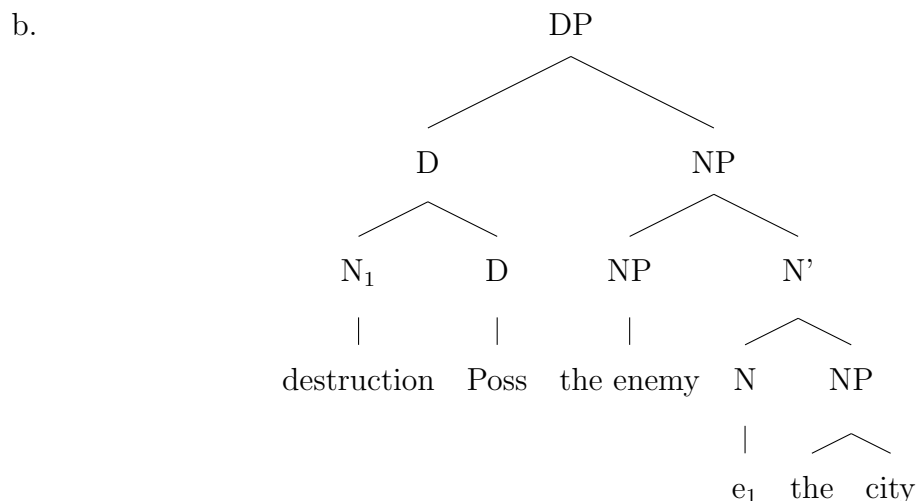 b. DP
D NP
N₁ D NP N'
destruction Poss the enemy N NP
e₁ the city